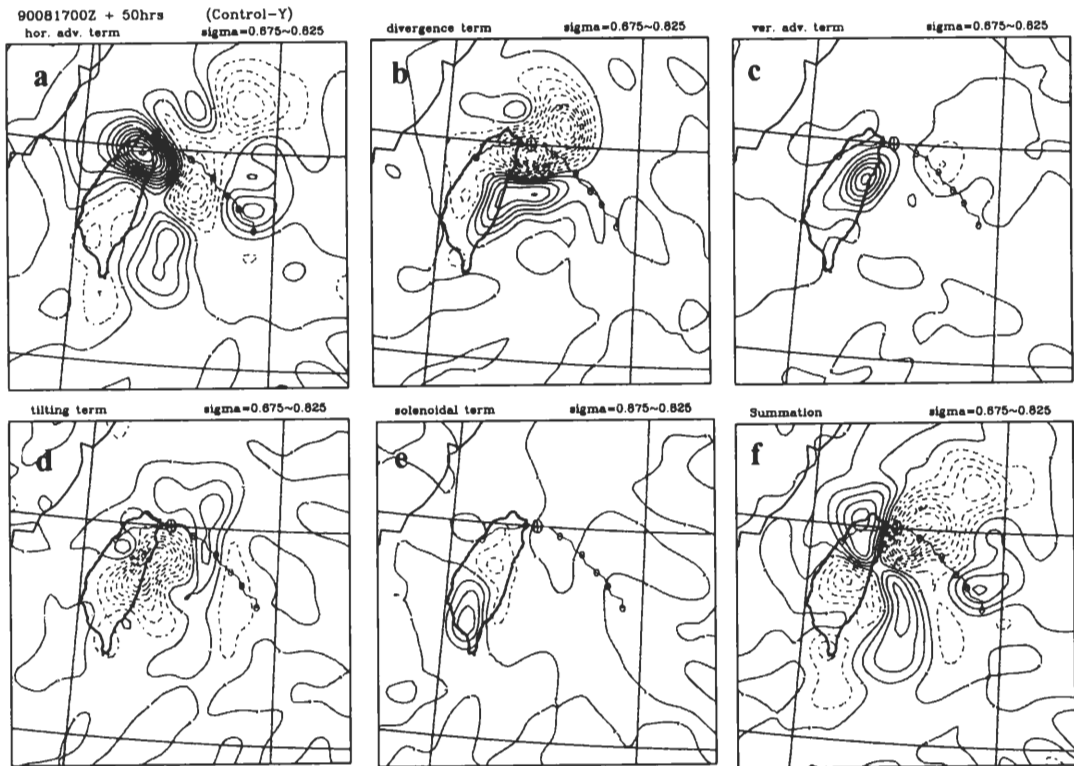 90081700Z + 50hrs (Control-Y)
hor. adv. term sigma=0.675~0.825
a
divergence term sigma=0.675~0.825
b
ver. adv. term sigma=0.675~0.825
c
tilting term sigma=0.675~0.825
d
solenoidal term sigma=0.675~0.825
e
Summation sigma=0.675~0.825
f